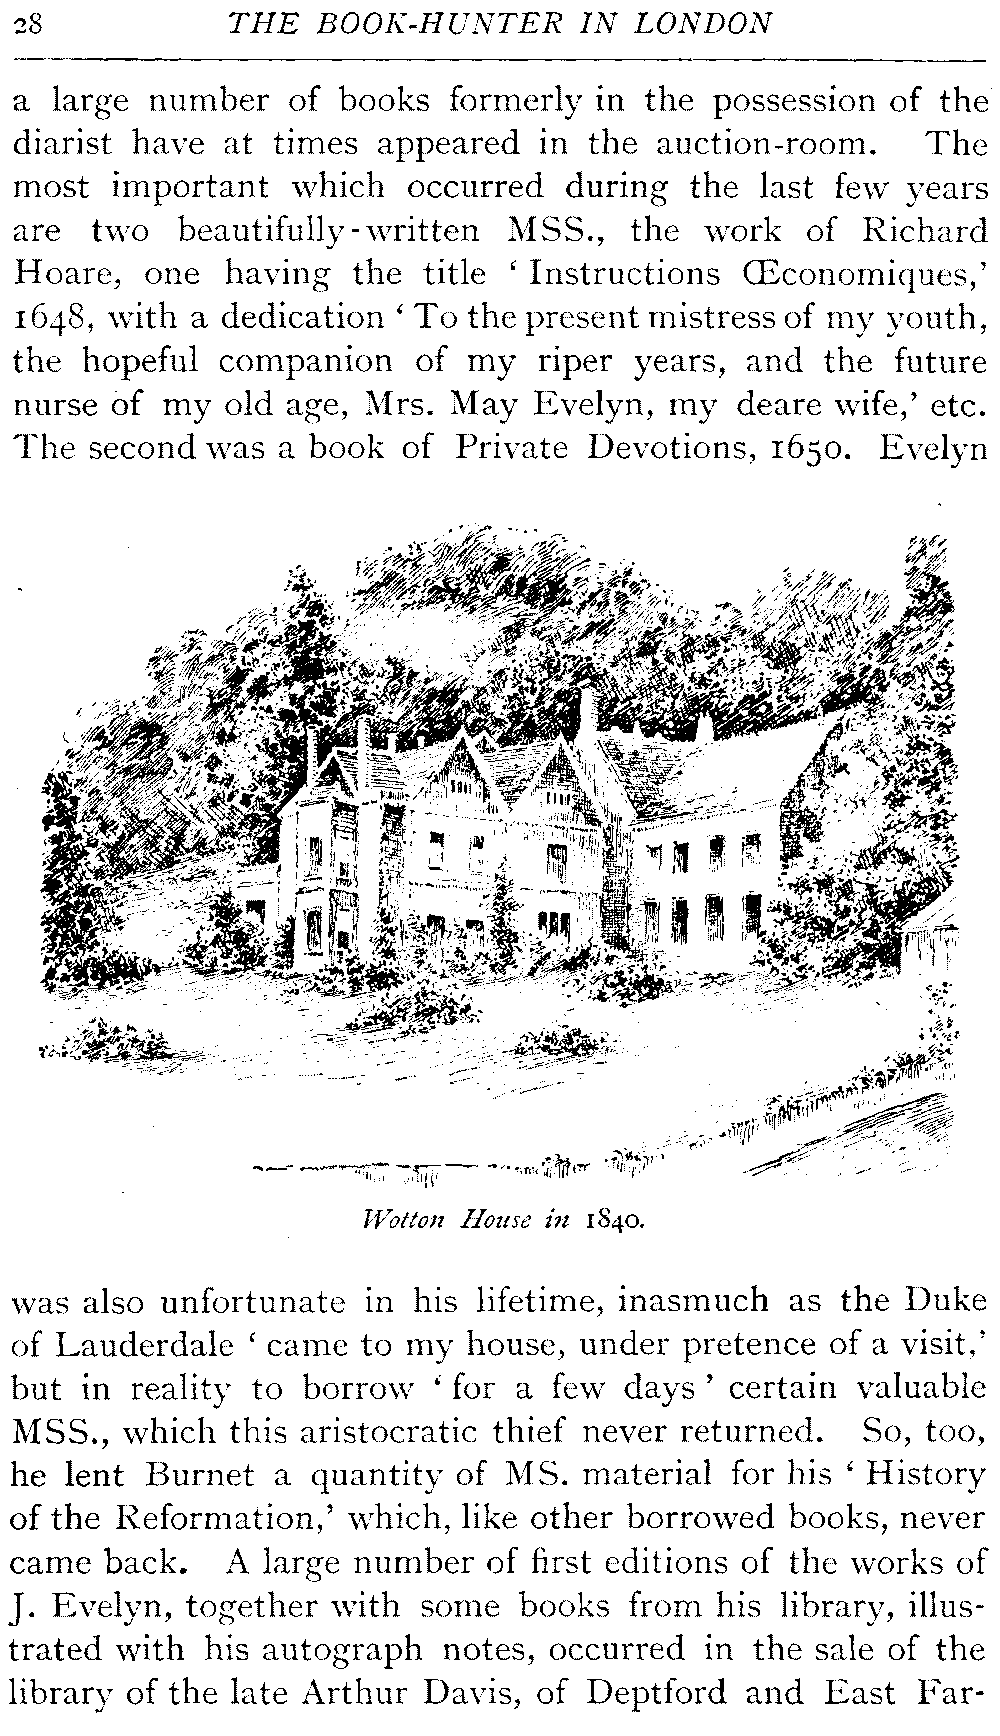 28 THE BOOK-HUNTER IN LONDON
a large number of books formerly in the possession of the
diarist have at times appeared in the auction-room. The
most important which occurred during the last few years
are two beautifully-written MSS., the work of Richard
Hoare, one having the title ‘Instructions Œconomiques,’
1648, with a dedication ‘To the present mistress of my youth,
the hopeful companion of my riper years, and the future
nurse of my old age, Mrs. May Evelyn, my deare wife,’ etc.
The second was a book of Private Devotions, 1650. Evelyn
Wotton House in 1840.
was also unfortunate in his lifetime, inasmuch as the Duke
of Lauderdale ‘came to my house, under pretence of a visit,’
but in reality to borrow ‘for a few days’ certain valuable
MSS., which this aristocratic thief never returned. So, too,
he lent Burnet a quantity of MS. material for his ‘History
of the Reformation,’ which, like other borrowed books, never
came back. A large number of first editions of the works of
J. Evelyn, together with some books from his library, illus-
trated with his autograph notes, occurred in the sale of the
library of the late Arthur Davis, of Deptford and East Far-